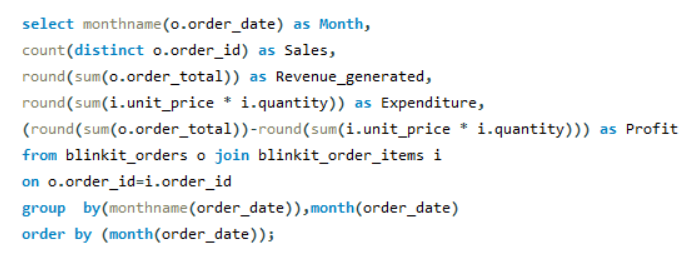 select monthname(o.order_date) as Month,
count(distinct o.order_id) as Sales,
round(sum(o.order_total)) as Revenue_generated,
round(sum(i.unit_price * i.quantity)) as Expenditure,
(round(sum(o.order_total))-round(sum(i.unit_price * i.quantity))) as Profit
from blinkit_orders o join blinkit_order_items i
on o.order_id=i.order_id
group  by(monthname(order_date)),month(order_date)
order by (month(order_date));